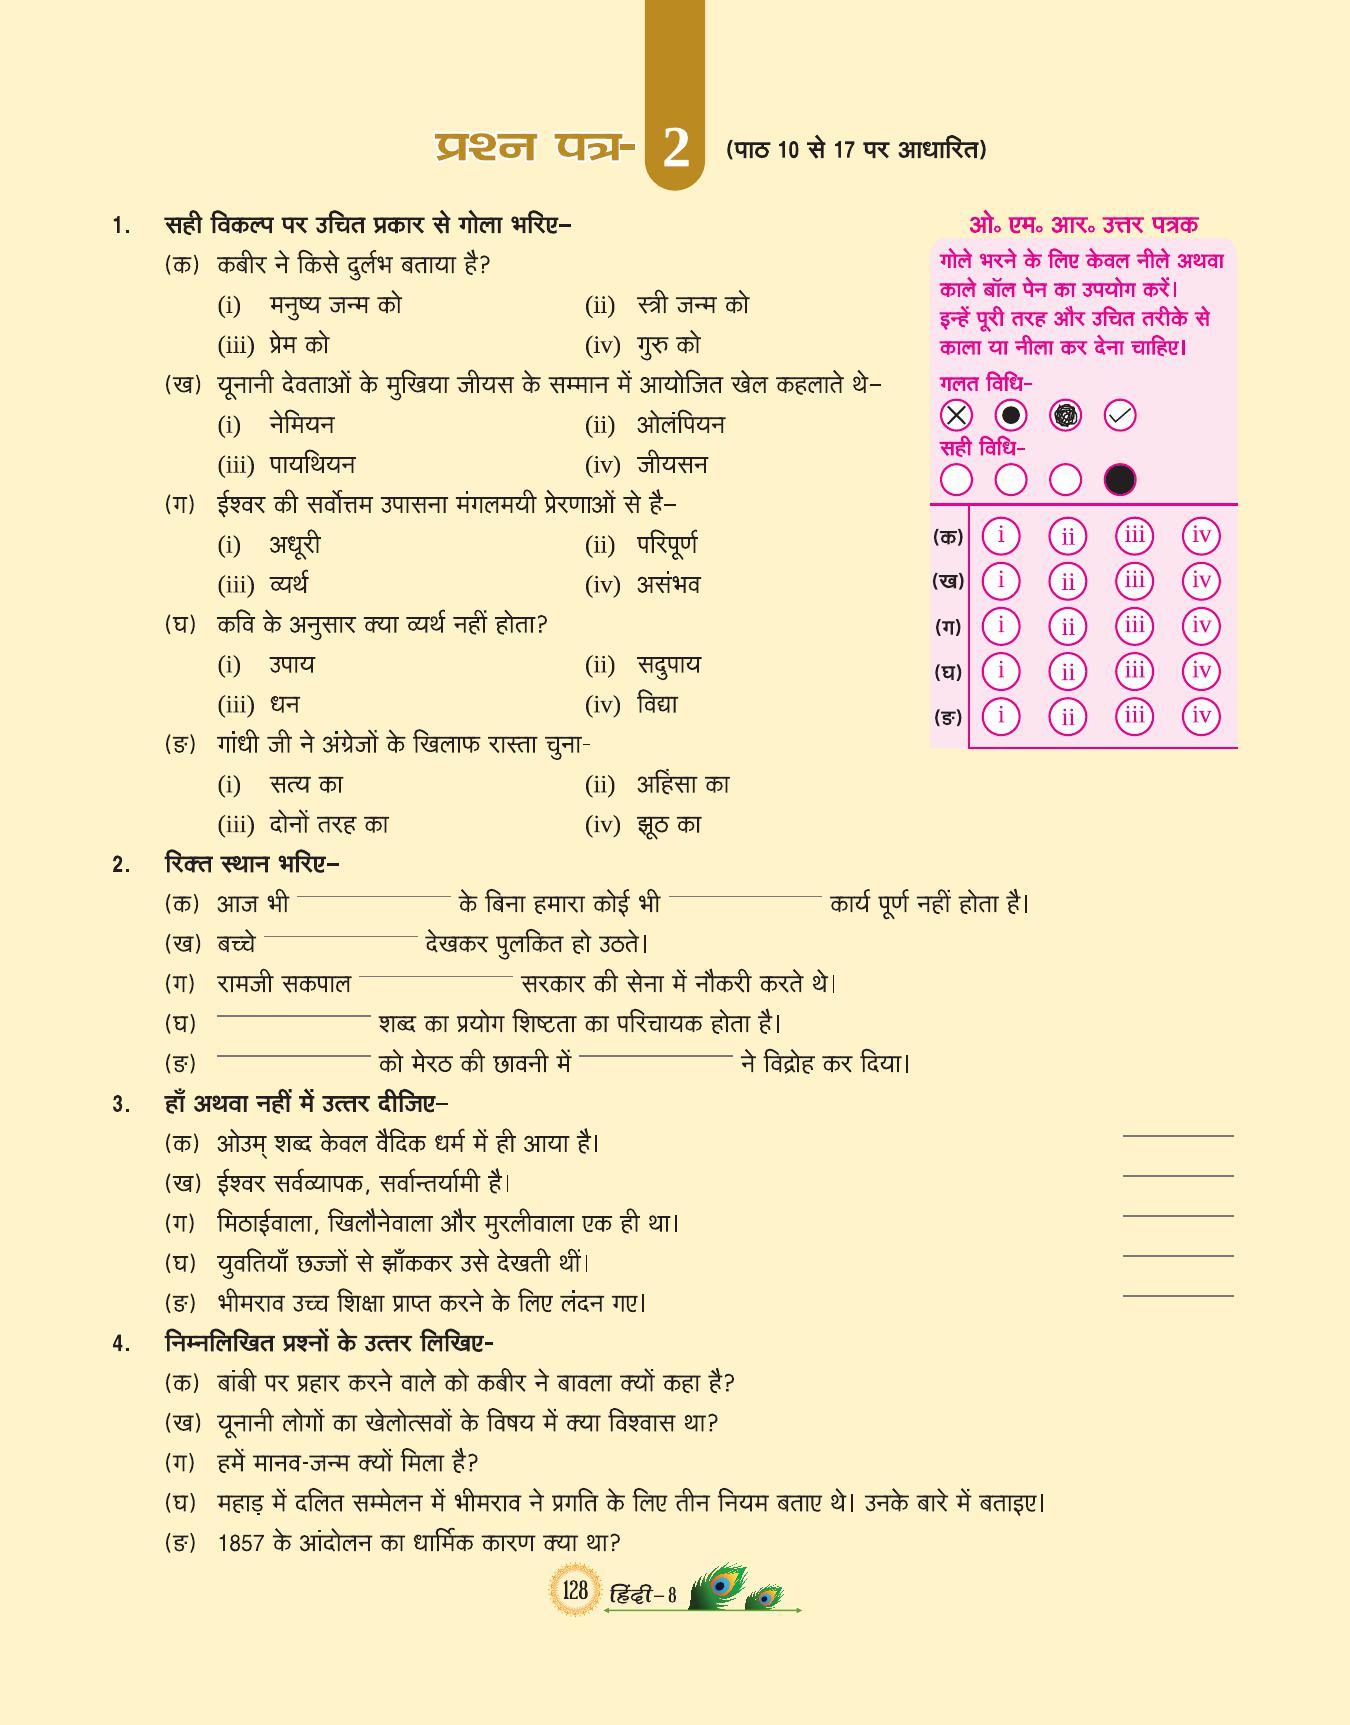 प्रश्न पत्र- 2 (पाठ 10 से 17 पर आधारित)
1. सही विकल्प पर उचित प्रकार से गोला भरिए–
(क) कबीर ने किसे दुर्लभ बताया है?
(i) मनुष्य जन्म को (ii) स्त्री जन्म को
(iii) प्रेम को (iv) गुरु को
(ख) यूनानी देवताओं के मुखिया जीयस के सम्मान में आयोजित खेल कहलाते थे–
(i) नेमियन (ii) ओलंपियन
(iii) पायथियन (iv) जीयसन
(ग) ईश्वर की सर्वोत्तम उपासना मंगलमयी प्रेरणाओं से है–
(i) अधूरी (ii) परिपूर्ण
(iii) व्यर्थ (iv) असंभव
(घ) कवि के अनुसार क्या व्यर्थ नहीं होता?
(i) उपाय (ii) सदुपाय
(iii) धन (iv) विद्या
(ङ) गांधी जी ने अंग्रेजों के खिलाफ रास्ता चुना-
(i) सत्य का (ii) अहिंसा का
(iii) दोनों तरह का (iv) झूठ का
ओ॰ एम॰ आर॰ उत्तर पत्रक
गोले भरने के लिए केवल नीले अथवा
काले बॉल पेन का उपयोग करें।
इन्हें पूरी तरह और उचित तरीके से
काला या नीला कर देना चाहिए।
गलत विधि-
सही विधि-
(क) i ii iii iv
(ख) i ii iii iv
(ग) i ii iii iv
(घ) i ii iii iv
(ङ) i ii iii iv
2. रिक्त स्थान भरिए–
(क) आज भी ____________ के बिना हमारा कोई भी ____________ कार्य पूर्ण नहीं होता है।
(ख) बच्चे ____________ देखकर पुलकित हो उठते।
(ग) रामजी सकपाल ____________ सरकार की सेना में नौकरी करते थे।
(घ) ____________ शब्द का प्रयोग शिष्टता का परिचायक होता है।
(ङ) ____________ को मेरठ की छावनी में ____________ ने विद्रोह कर दिया।
3. हाँ अथवा नहीं में उत्तर दीजिए–
(क) ओउम् शब्द केवल वैदिक धर्म में ही आया है। ________
(ख) ईश्वर सर्वव्यापक, सर्वान्तर्यामी है। ________
(ग) मिठाईवाला, खिलौनेवाला और मुरलीवाला एक ही था। ________
(घ) युवतियाँ छज्जों से झाँककर उसे देखती थीं। ________
(ङ) भीमराव उच्च शिक्षा प्राप्त करने के लिए लंदन गए। ________
4. निम्नलिखित प्रश्नों के उत्तर लिखिए-
(क) बांबी पर प्रहार करने वाले को कबीर ने बावला क्यों कहा है?
(ख) यूनानी लोगों का खेलोत्सवों के विषय में क्या विश्वास था?
(ग) हमें मानव-जन्म क्यों मिला है?
(घ) महाड़ में दलित सम्मेलन में भीमराव ने प्रगति के लिए तीन नियम बताए थे। उनके बारे में बताइए।
(ङ) 1857 के आंदोलन का धार्मिक कारण क्या था?
128 हिंदी–8